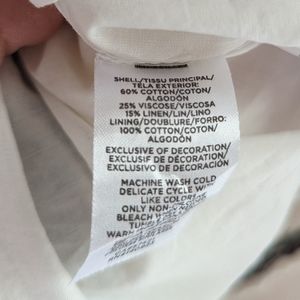 SHELL/TISSU PRINCIPAL/
TELA EXTERIOR:
60% COTTON/COTON/
ALGODÓN
25% VISCOSE/VISCOSA
15% LINEN/LIN/LINO
LINING/DOUBLURE/FORRO:
100% COTTON/COTON/
ALGODÓN
EXCLUSIVE OF DECORATION/
EXCLUSIF DE DÉCORATION/
EXCLUSIVO DE DECORACIÓN
MACHINE WASH COLD
DELICATE CYCLE WITH
LIKE COLORS
ONLY NON-
BLEACH
TUMBLE
WARM